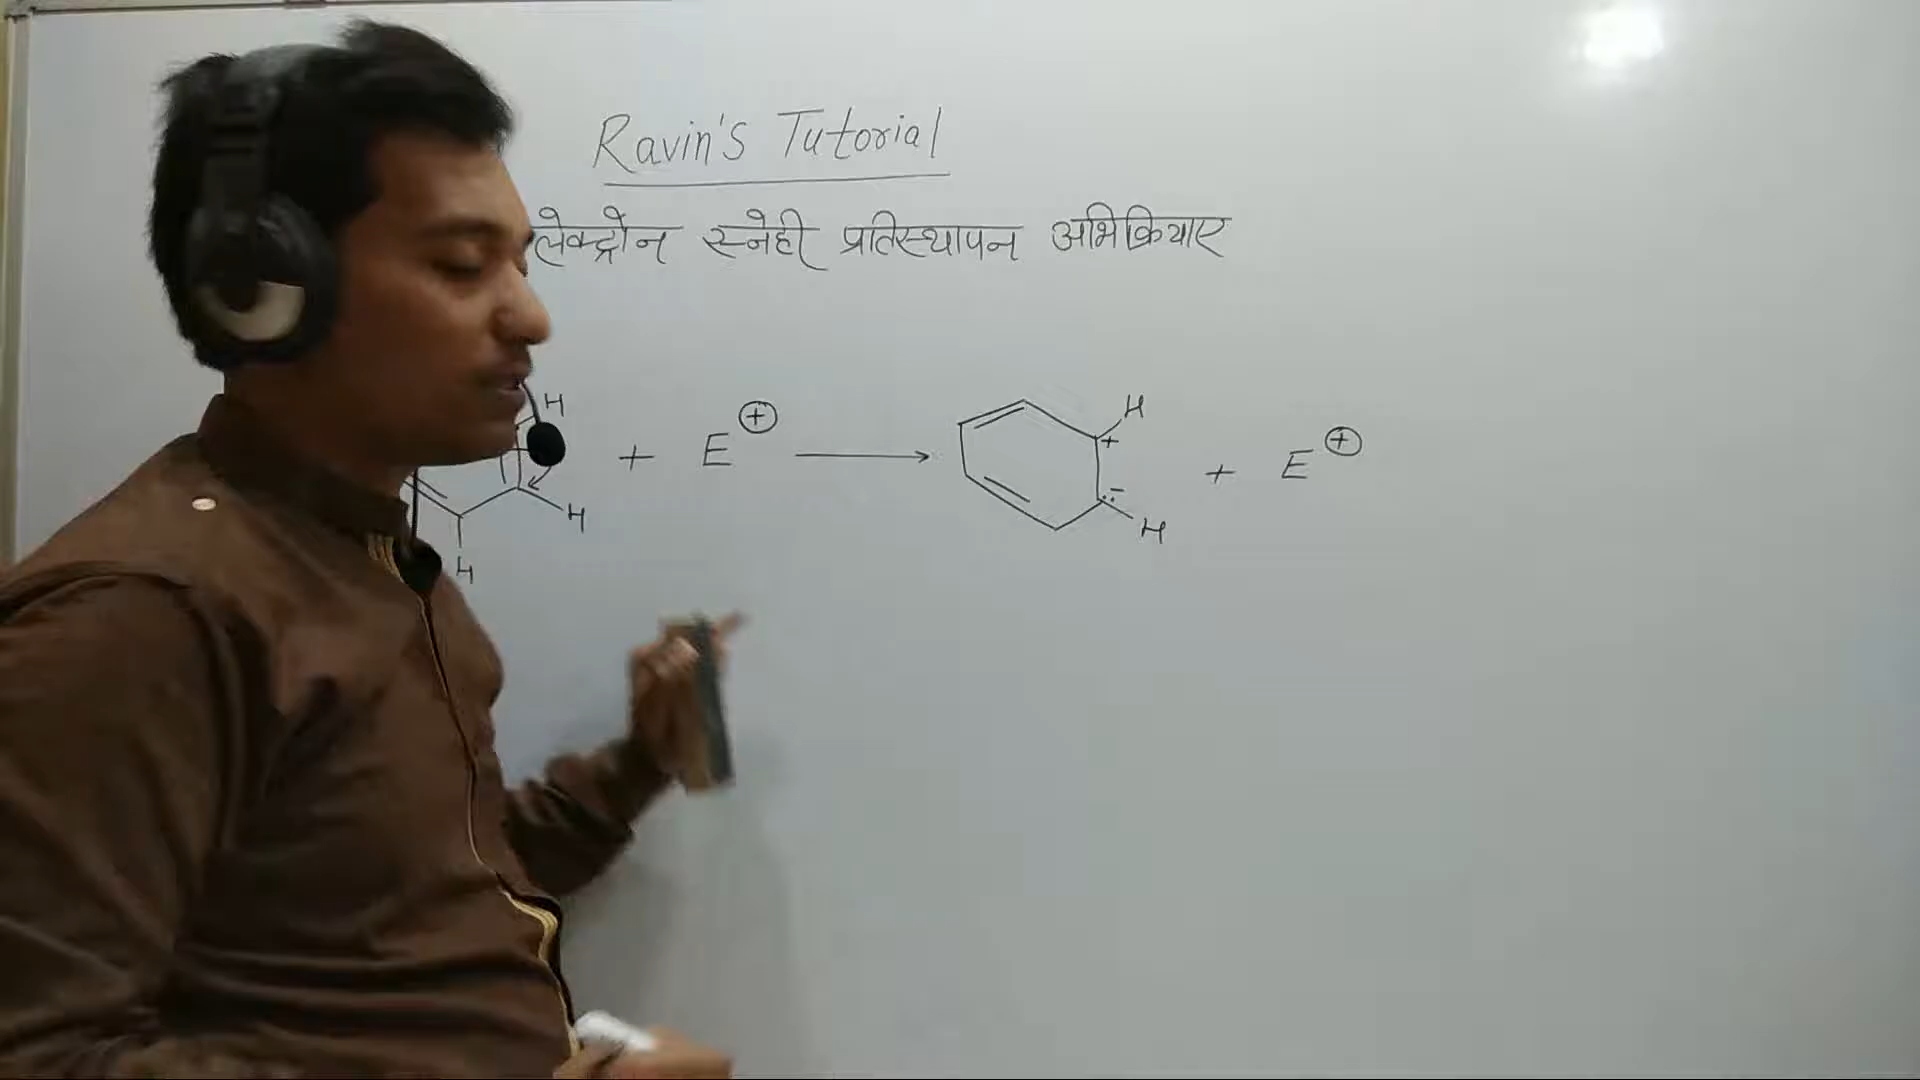 Ravin's Tutorial
लेक्ट्रोन स्नेही प्रतिस्थापन अभिक्रियाए
H + E ⊕ ⟶ H + + E ⊕
H :- H
H